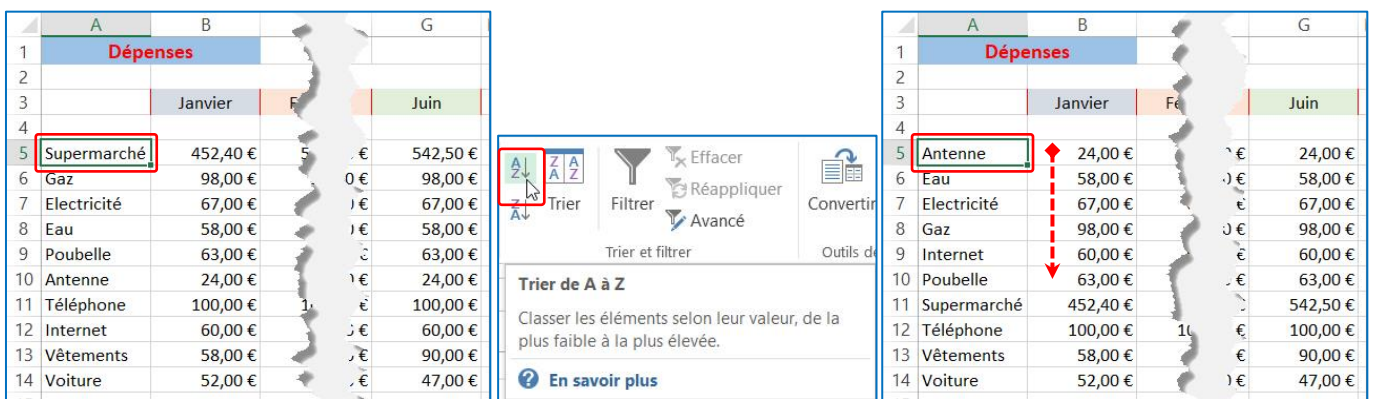 A B G
1 Dépenses
2
3 Janvier F Juin
4
5 Supermarché 452,40 € 5 € 542,50 €
6 Gaz 98,00 € 0 € 98,00 €
7 Electricité 67,00 € € 67,00 €
8 Eau 58,00 € € 58,00 €
9 Poubelle 63,00 € 63,00 €
10 Antenne 24,00 € € 24,00 €
11 Téléphone 100,00 € 1 € 100,00 €
12 Internet 60,00 € € 60,00 €
13 Vêtements 58,00 € € 90,00 €
14 Voiture 52,00 € € 47,00 €
Effacer
Réappliquer
Avancé
Trier
Filtrer
Convertir
Trier et filtrer
Outils de
Trier de A à Z
Classer les éléments selon leur valeur, de la
plus faible à la plus élevée.
En savoir plus
A B G
1 Dépenses
2
3 Janvier Fé Juin
4
5 Antenne 24,00 € € 24,00 €
6 Eau 58,00 € € 58,00 €
7 Electricité 67,00 € € 67,00 €
8 Gaz 98,00 € € 98,00 €
9 Internet 60,00 € € 60,00 €
10 Poubelle 63,00 € € 63,00 €
11 Supermarché 452,40 € 542,50 €
12 Téléphone 100,00 € 10 € 100,00 €
13 Vêtements 58,00 € € 90,00 €
14 Voiture 52,00 € € 47,00 €